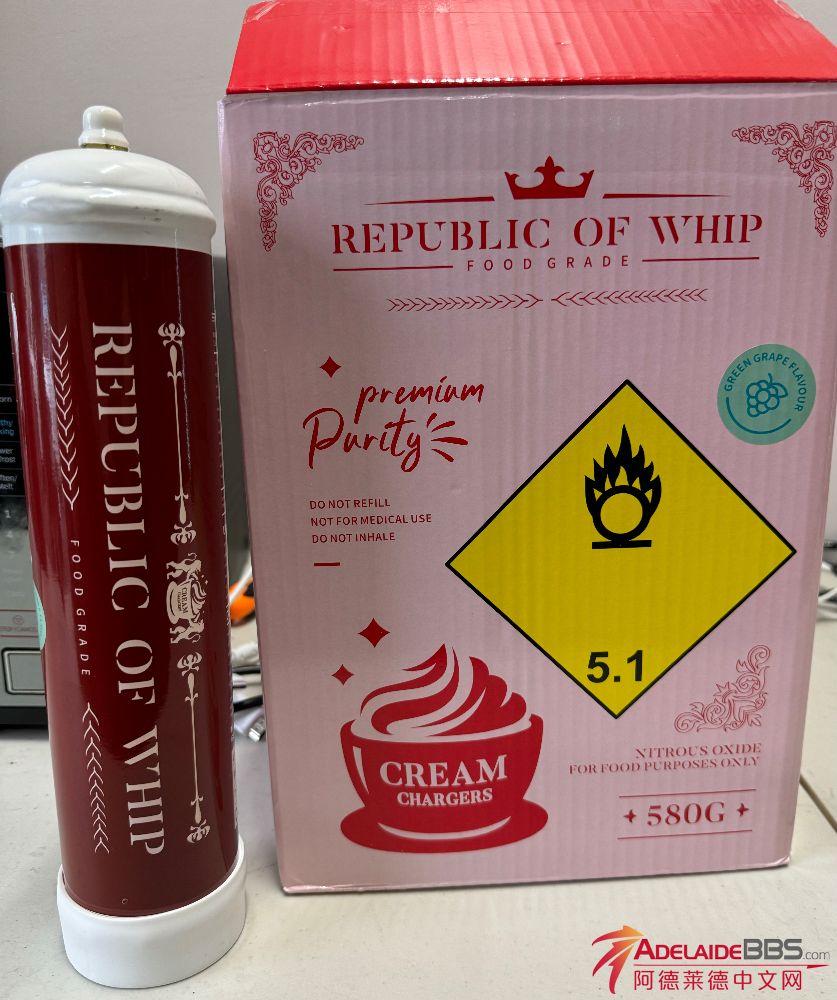 REPUBLIC OF WHIP
FOOD GRADE
CREAM
REPUBLIC OF WHIP
FOOD GRADE
GREEN GRAPE FLAVOUR
premium
Purity
DO NOT REFILL
NOT FOR MEDICAL USE
DO NOT INHALE
5.1
CREAM
CHARGERS
NITROUS OXIDE
FOR FOOD PURPOSES ONLY
580G
ADELAIDEBBS.com
阿德莱德中文网